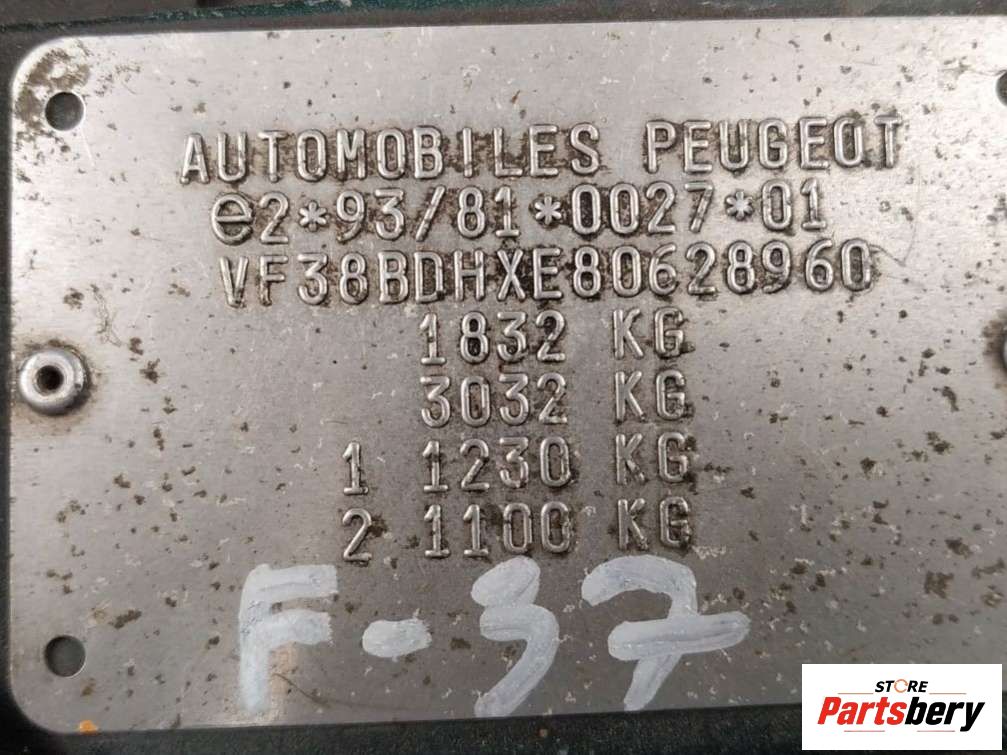 AUTOMOBILES PEUGEOT
e2*93/81*0027*01
VF38BDHXE80628960
1832 KG
3032 KG
1 1230 KG
2 1100 KG
F-37
STORE
Partsbery